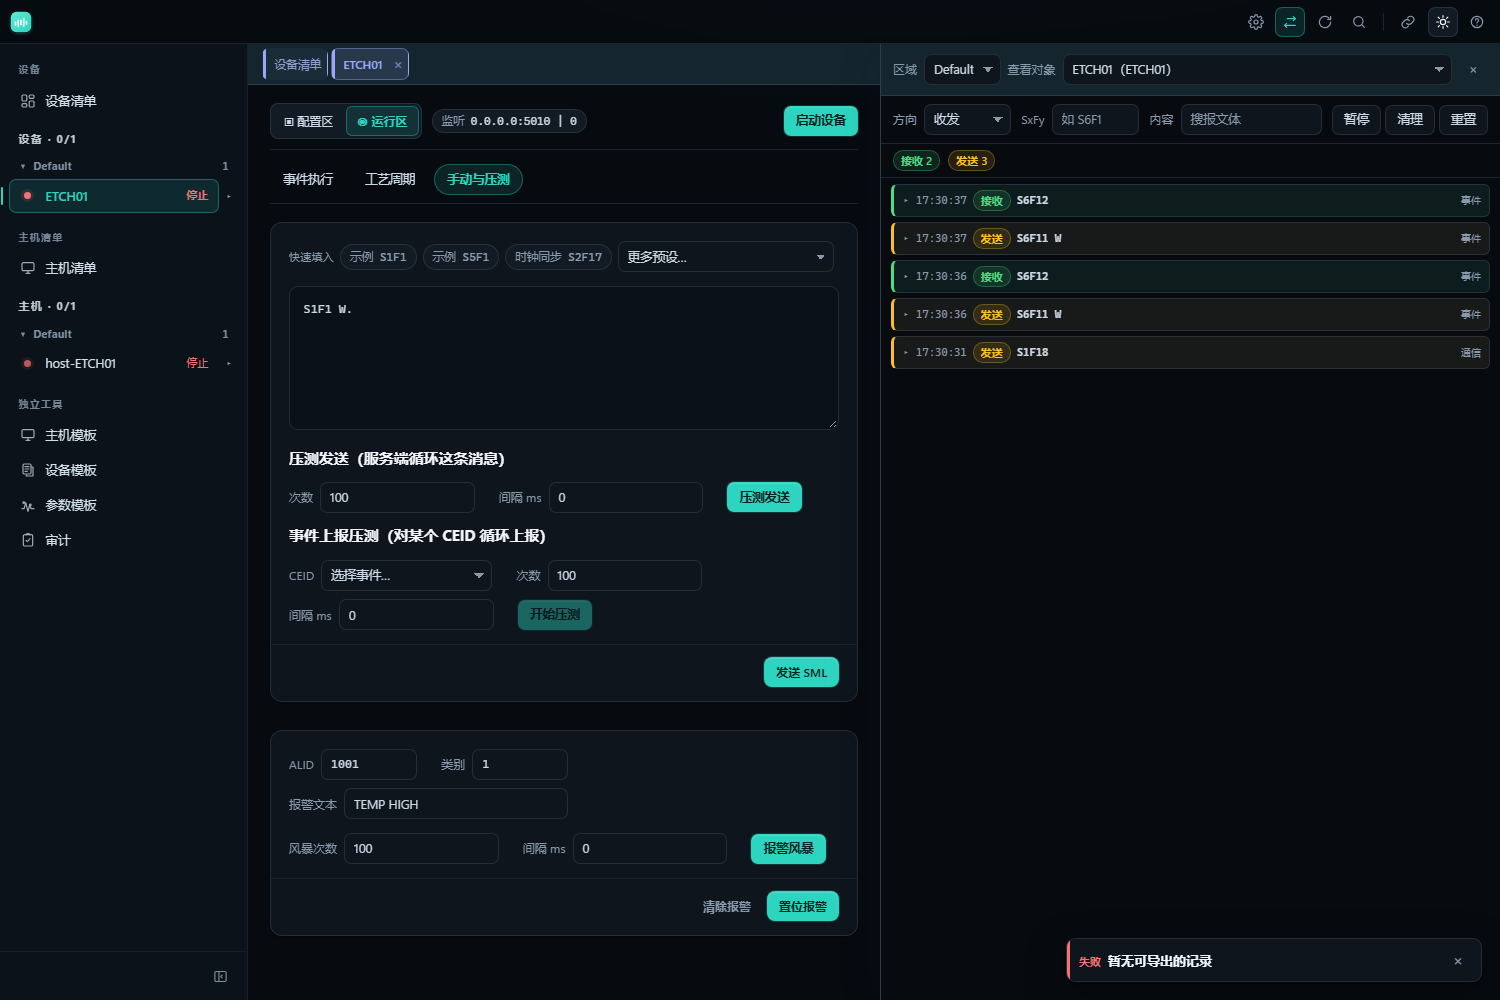 设备
设备清单
设备 · 0/1
Default 1
ETCH01 停止
主机清单
主机清单
主机 · 0/1
Default 1
host-ETCH01 停止
独立工具
主机模板
设备模板
参数模板
审计
设备清单 ETCH01 ×
配置区 运行区 监听 0.0.0.0:5010 | 0 启动设备
事件执行 工艺周期 手动与压测
快速填入 示例 S1F1 示例 S5F1 时钟同步 S2F17 更多预设...
S1F1 W.
压测发送（服务端循环这条消息）
次数 100 间隔 ms 0 压测发送
事件上报压测（对某个 CEID 循环上报）
CEID 选择事件... 次数 100
间隔 ms 0 开始压测
发送 SML
ALID 1001 类别 1
报警文本 TEMP HIGH
风暴次数 100 间隔 ms 0 报警风暴
清除报警 置位报警
区域 Default 查看对象 ETCH01（ETCH01） ×
方向 收发 SxFy 如 S6F1 内容 搜报文体 暂停 清理 重置
接收 2 发送 3
17:30:37 接收 S6F12 事件
17:30:37 发送 S6F11 W 事件
17:30:36 接收 S6F12 事件
17:30:36 发送 S6F11 W 事件
17:30:31 发送 S1F18 通信
失败 暂无可导出的记录 ×